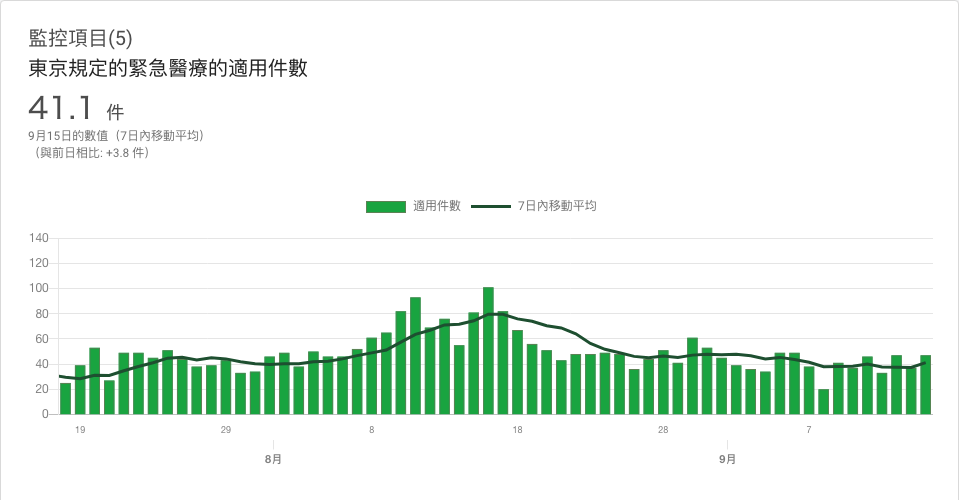 監控項目(5)
東京規定的緊急醫療的適用件數
41.1 件
9月15日的數值（7日內移動平均）
（與前日相比: +3.8 件）
適用件數 7日內移動平均
140
120
100
80
60
40
20
0
19 29 8 18 28 7
8月 9月